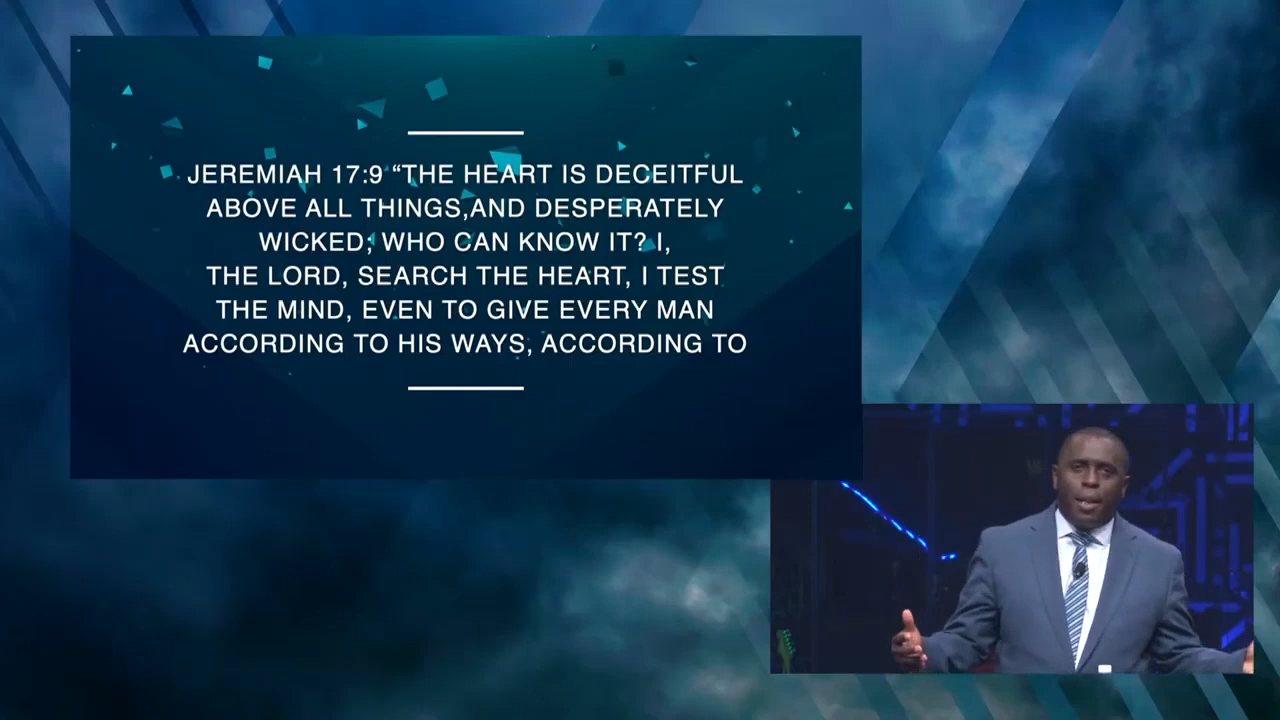 JEREMIAH 17:9 “THE HEART IS DECEITFUL
ABOVE ALL THINGS,AND DESPERATELY
WICKED; WHO CAN KNOW IT? I,
THE LORD, SEARCH THE HEART, I TEST
THE MIND, EVEN TO GIVE EVERY MAN
ACCORDING TO HIS WAYS, ACCORDING TO